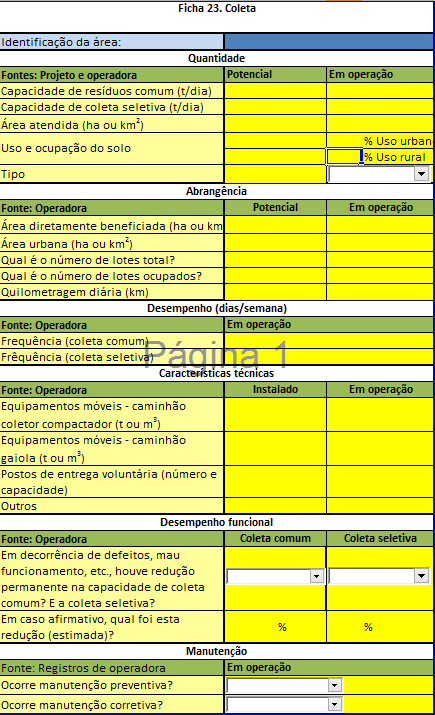 Ficha 23. Coleta
Identificação da área:
Quantidade
Fontes: Projeto e operadora Potencial Em operação
Capacidade de resíduos comum (t/dia)
Capacidade de coleta seletiva (t/dia)
Área atendida (ha ou km²)
Uso e ocupação do solo
% Uso urban
% Uso rural
Tipo
Abrangência
Fonte: Operadora Potencial Em operação
Área diretamente beneficiada (ha ou km
Área urbana (ha ou km²)
Qual é o número de lotes total?
Qual é o número de lotes ocupados?
Quilometragem diária (km)
Desempenho (dias/semana)
Fonte: Operadora Em operação
Frequência (coleta comum)
Frêquência (coleta seletiva)
Página 1
Características técnicas
Fonte: Operadora Instalado Em operação
Equipamentos móveis - caminhão
coletor compactador (t ou m³)
Equipamentos móveis - caminhão
gaiola (t ou m³)
Postos de entrega voluntária (número e
capacidade)
Outros
Desempenho funcional
Fonte: Operadora Coleta comum Coleta seletiva
Em decorrência de defeitos, mau
funcionamento, etc., houve redução
permanente na capacidade de coleta
comum? E a coleta seletiva?
Em caso afirmativo, qual foi esta
redução (estimada)? % %
Manutenção
Fonte: Registros de operadora Em operação
Ocorre manutenção preventiva?
Ocorre manutenção corretiva?